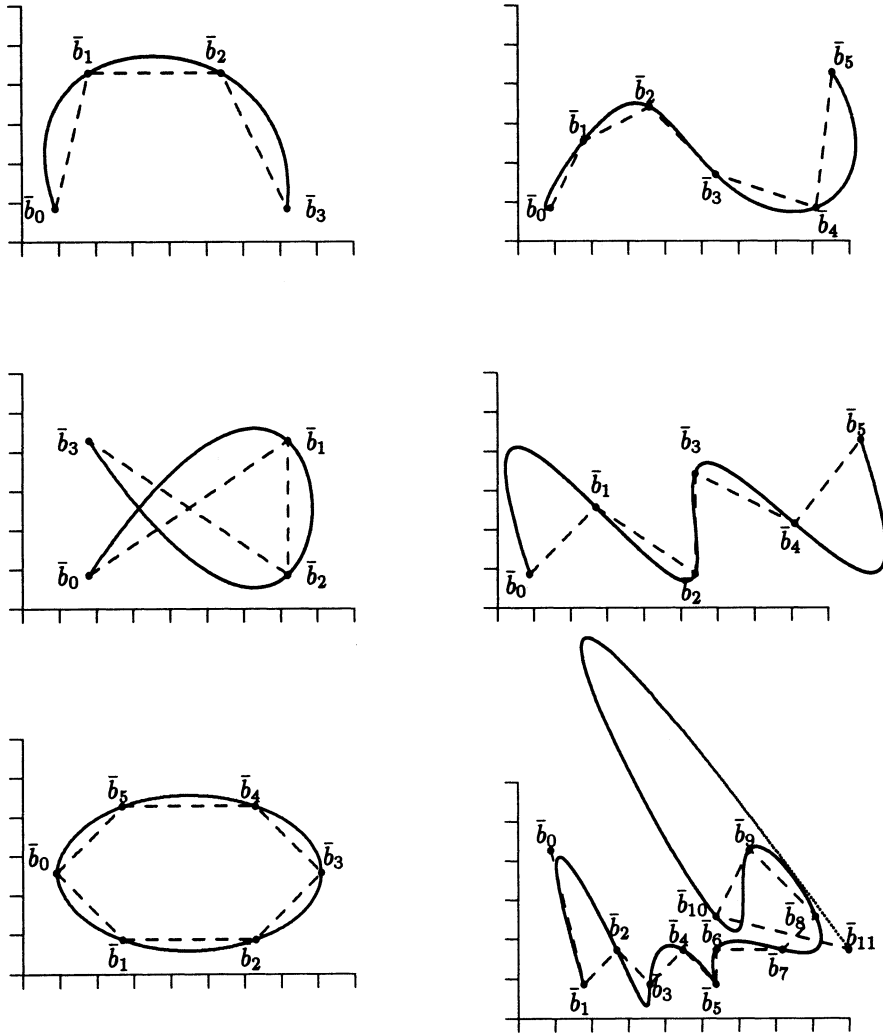 b̄₁ b̄₂
b̄₀ b̄₃
b̄₅
b̄₂
b̄₁
b̄₃
b̄₀ b̄₄
b̄₃ b̄₁
b̄₀ b̄₂
b̄₅
b̄₃
b̄₁
b̄₄
b̄₀
b̄₂
b̄₅ b̄₄
b̄₀ b̄₃
b̄₁ b̄₂
b̄₀ b̄₉
b̄₁₀ b̄₈
b̄₂ b̄₄ b̄₆ b̄₁₁
b̄₇
b̄₁ b̄₃ b̄₅